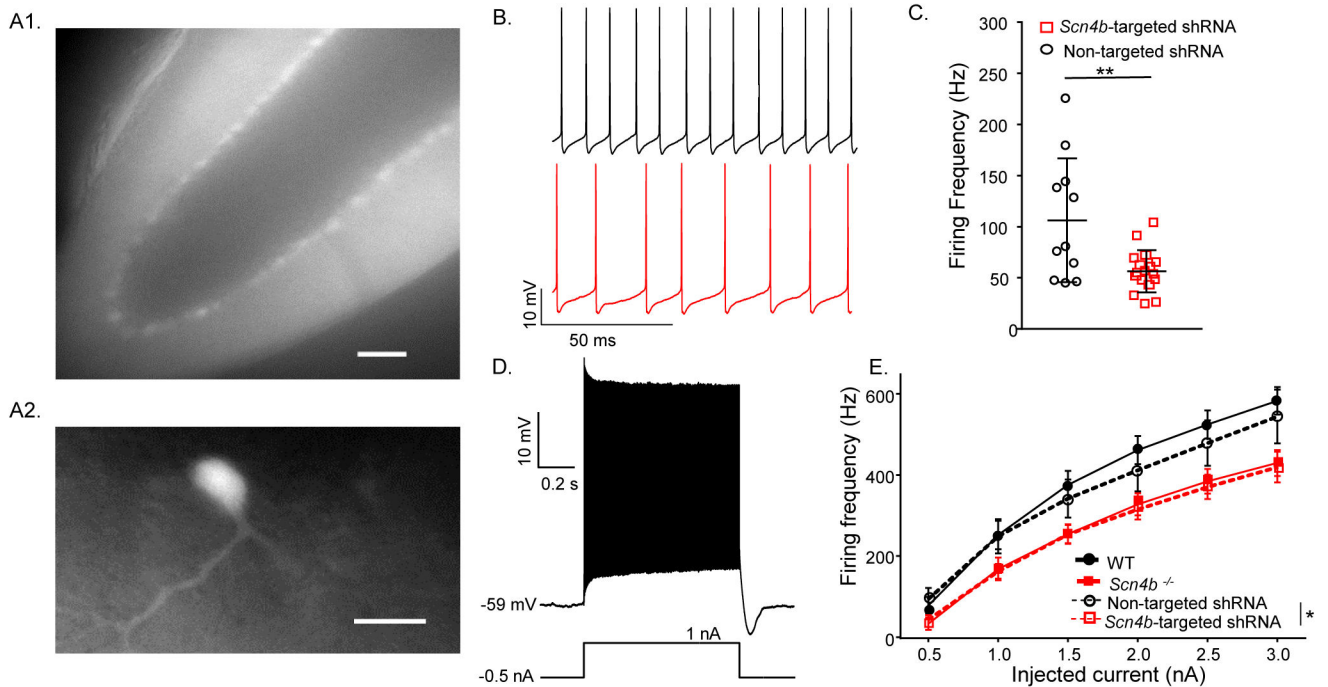 A1.
A2.
B.
10 mV
50 ms
C.
Scn4b-targeted shRNA
Non-targeted shRNA
**
Firing Frequency (Hz)
300
250
200
150
100
50
0
D.
10 mV
0.2 s
-59 mV
1 nA
-0.5 nA
E.
Firing frequency (Hz)
600
400
200
0
WT
Scn4b -/-
Non-targeted shRNA
Scn4b-targeted shRNA
*
0.5 1.0 1.5 2.0 2.5 3.0
Injected current (nA)